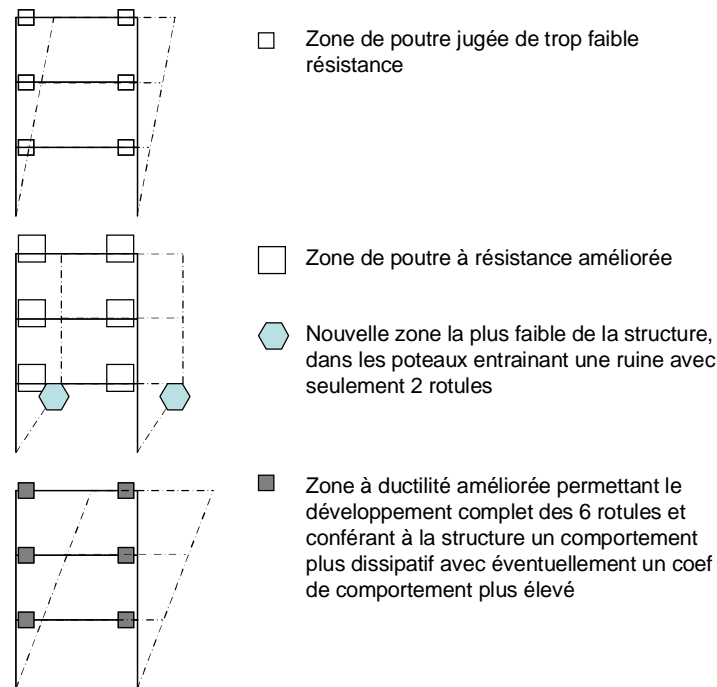 Zone de poutre jugée de trop faible
résistance
Zone de poutre à résistance améliorée
Nouvelle zone la plus faible de la structure,
dans les poteaux entrainant une ruine avec
seulement 2 rotules
Zone à ductilité améliorée permettant le
développement complet des 6 rotules et
conférant à la structure un comportement
plus dissipatif avec éventuellement un coef
de comportement plus élevé